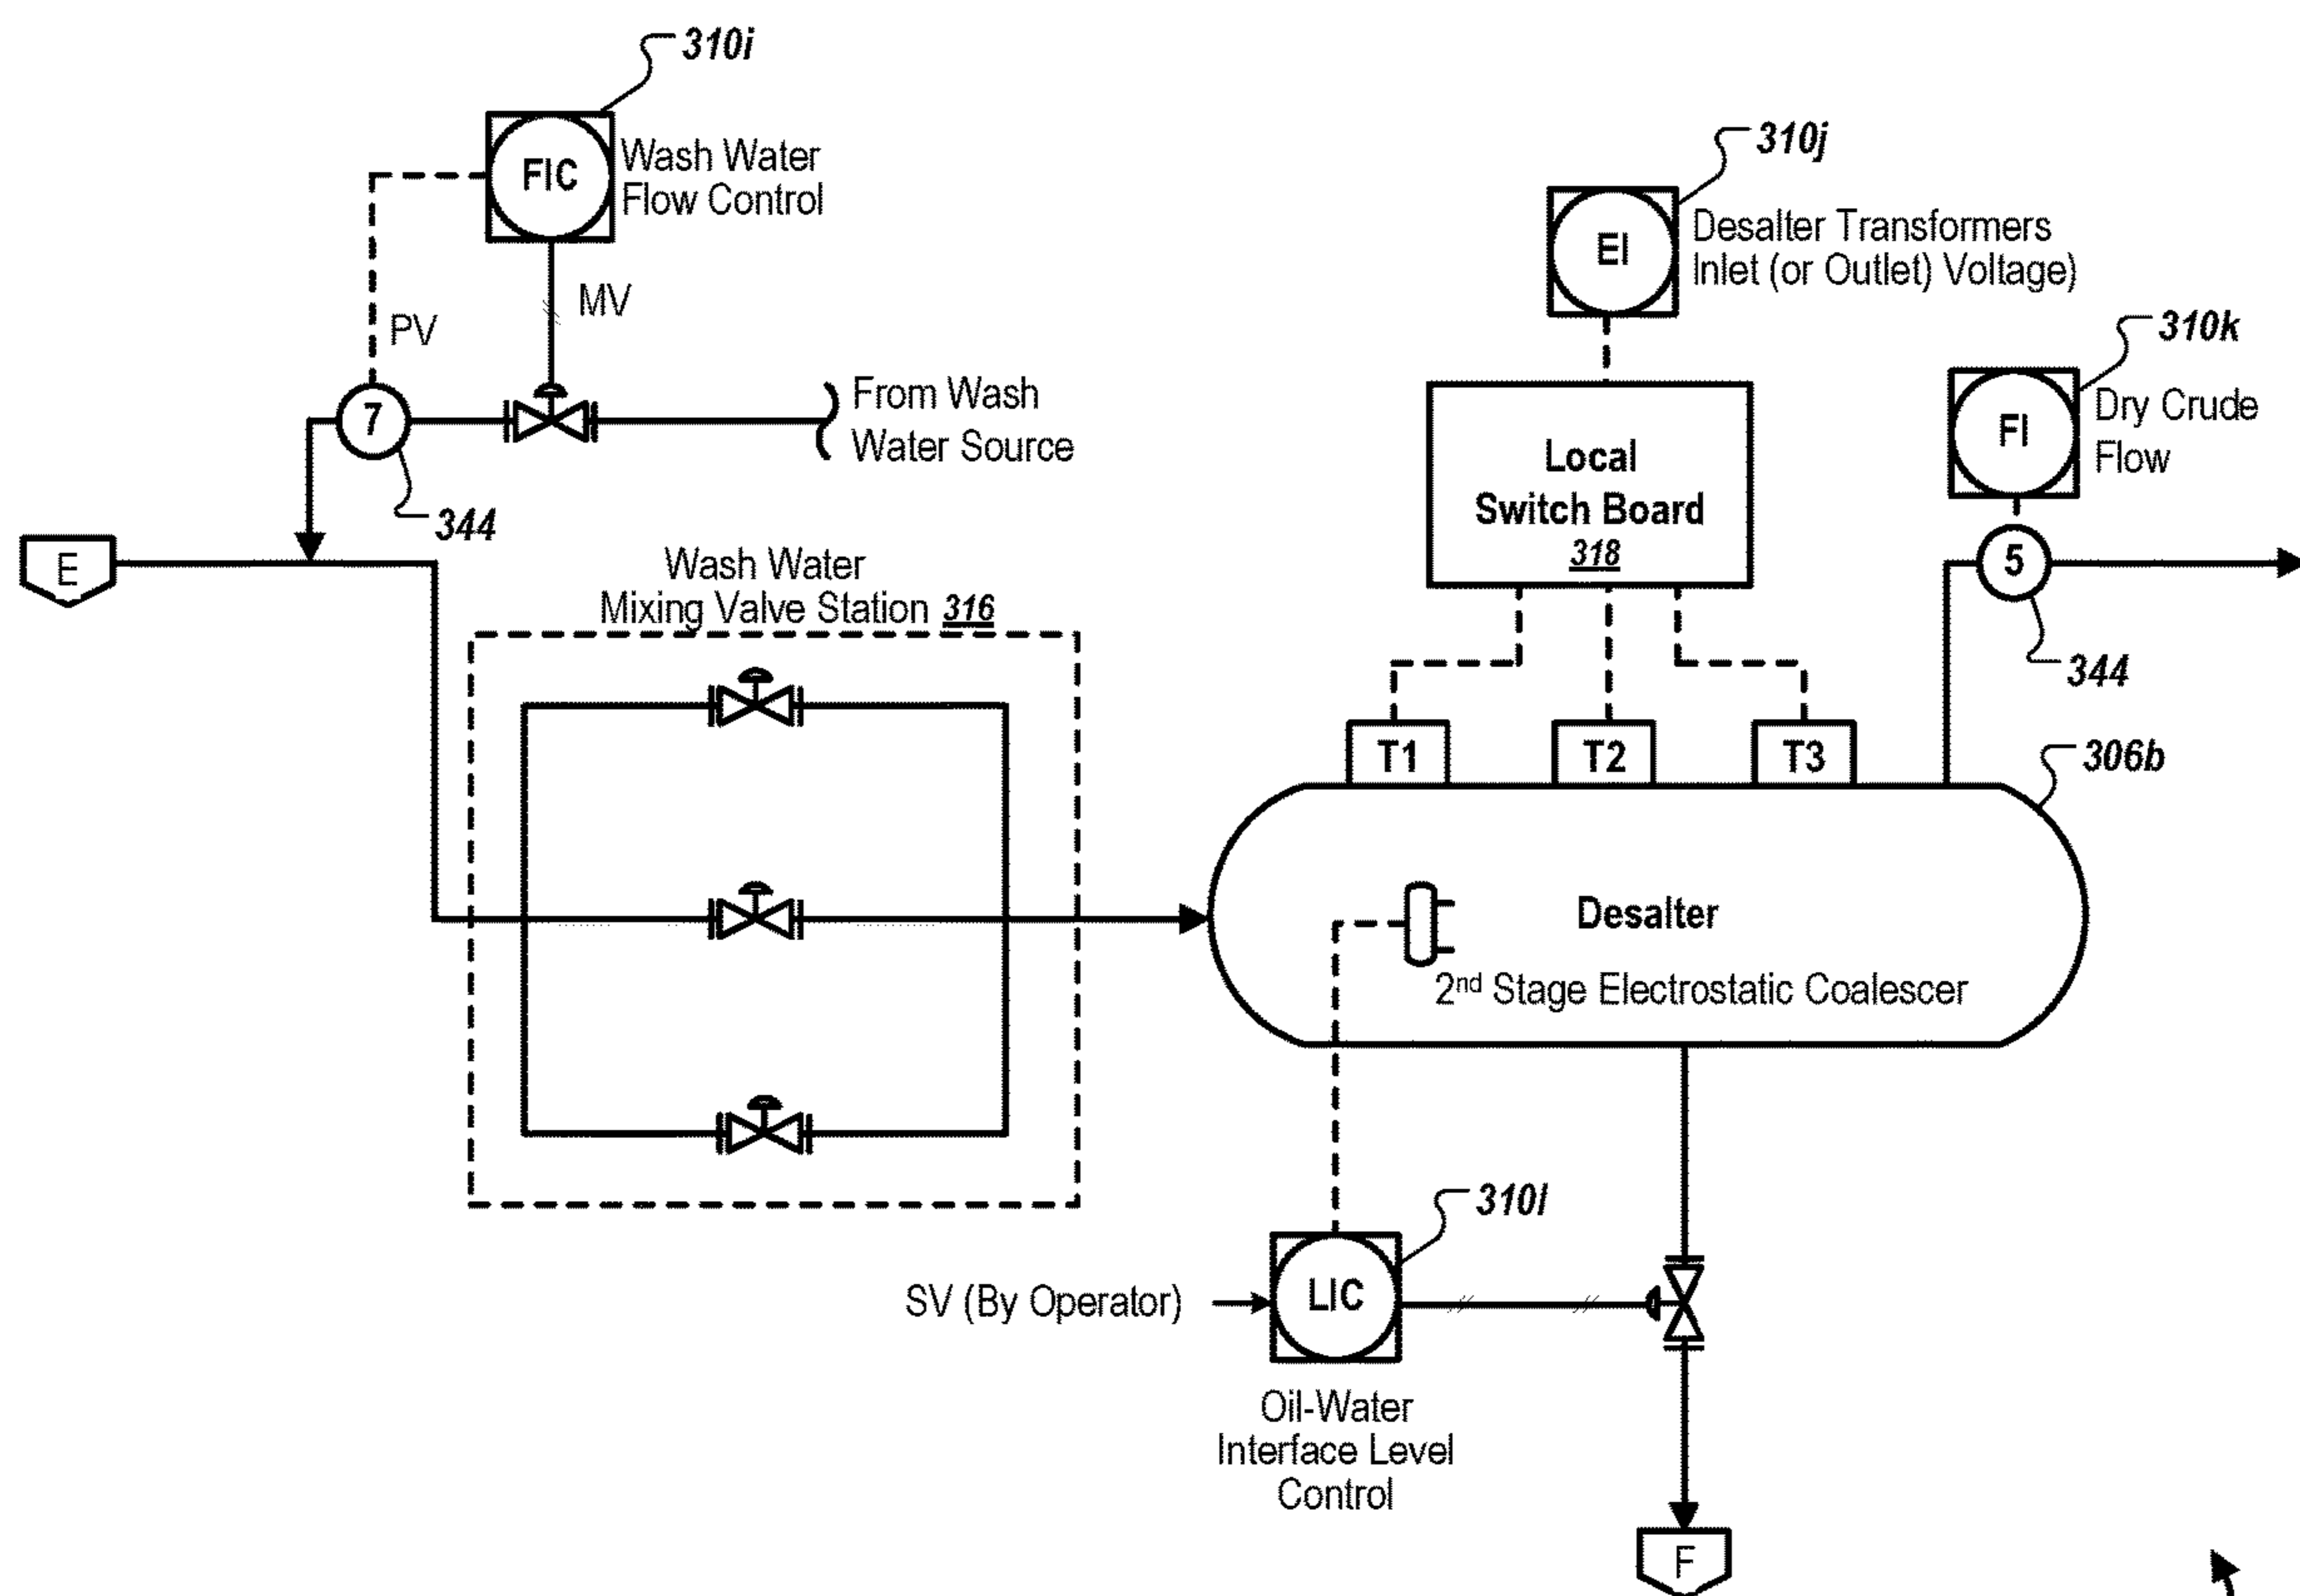 310i
FIC
Wash Water
Flow Control
PV
MV
7
344
From Wash
Water Source
E
Wash Water
Mixing Valve Station 316
310j
EI
Desalter Transformers
Inlet (or Outlet) Voltage)
Local
Switch Board
318
310k
FI
Dry Crude
Flow
5
344
T1
T2
T3
306b
Desalter
2nd Stage Electrostatic Coalescer
310l
SV (By Operator)
LIC
Oil-Water
Interface Level
Control
F